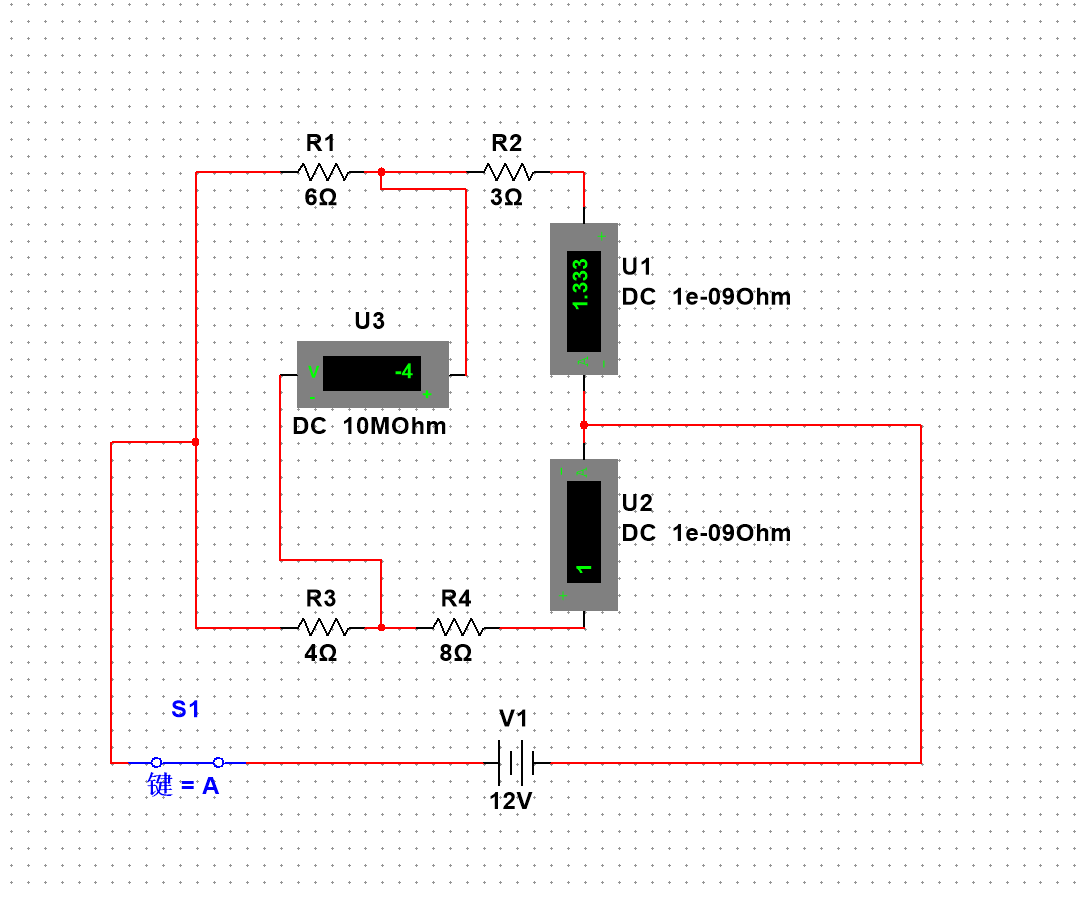 R1
R2
6Ω
3Ω
+
1.333
A
-
U1
DC 1e-09Ohm
U3
V
-4
-
+
DC 10MOhm
-
A
1
+
U2
DC 1e-09Ohm
R3
R4
4Ω
8Ω
S1
键 = A
V1
12V